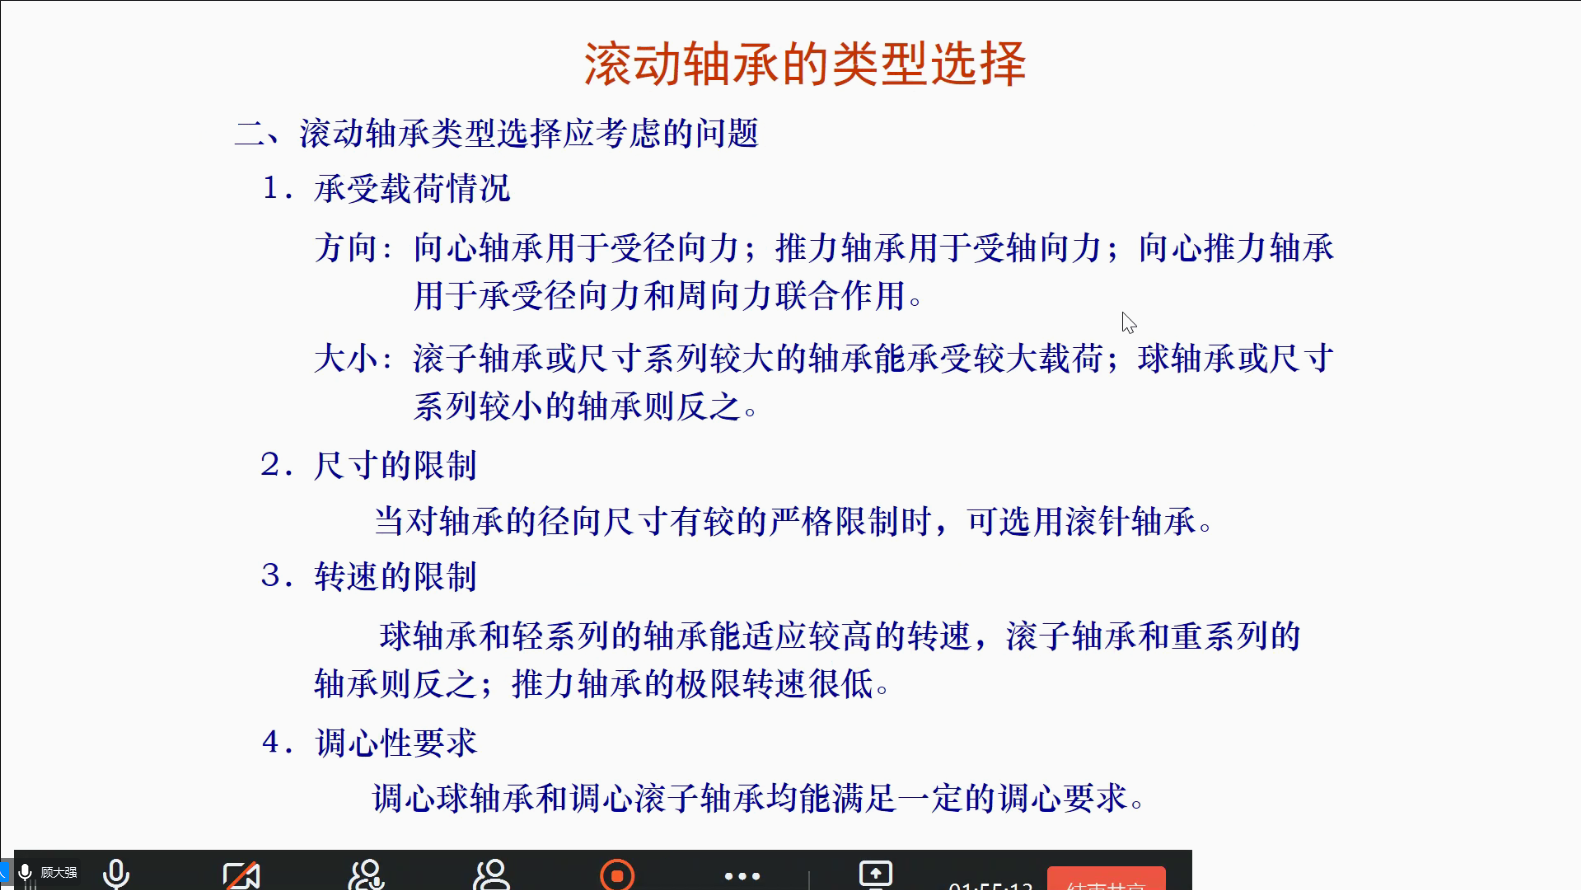 滚动轴承的类型选择
二、滚动轴承类型选择应考虑的问题
1. 承受载荷情况
方向：向心轴承用于受径向力；推力轴承用于受轴向力；向心推力轴承
用于承受径向力和周向力联合作用。
大小：滚子轴承或尺寸系列较大的轴承能承受较大载荷；球轴承或尺寸
系列较小的轴承则反之。
2. 尺寸的限制
当对轴承的径向尺寸有较的严格限制时，可选用滚针轴承。
3. 转速的限制
球轴承和轻系列的轴承能适应较高的转速，滚子轴承和重系列的
轴承则反之；推力轴承的极限转速很低。
4. 调心性要求
调心球轴承和调心滚子轴承均能满足一定的调心要求。
顾大强
01:55:13 结束共享